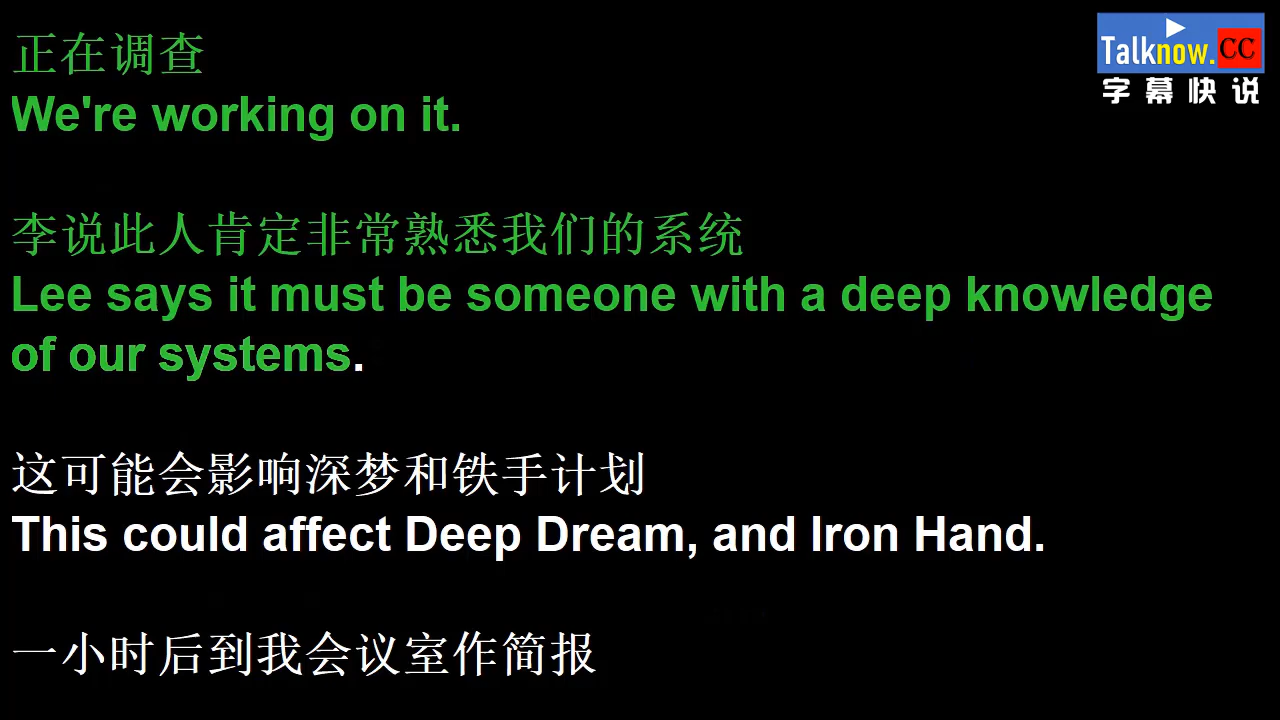 正在调查
We're working on it.
李说此人肯定非常熟悉我们的系统
Lee says it must be someone with a deep knowledge
of our systems.
这可能会影响深梦和铁手计划
This could affect Deep Dream, and Iron Hand.
一小时后到我会议室作简报
Talknow.CC
字幕快说